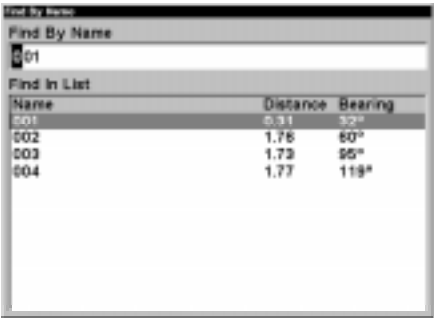 Find By Name
Find By Name
001
Find In List
Name Distance Bearing
001 0.31 32°
002 1.76 60°
003 1.73 95°
004 1.77 119°